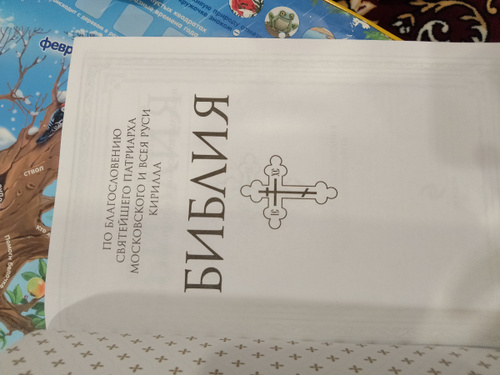 ПО БЛАГОСЛОВЕНИЮ
СВЯТЕЙШЕГО ПАТРИАРХА
МОСКОВСКОГО И ВСЕЯ РУСИ
КИРИЛЛА
БИБЛИЯ
февр
ствол